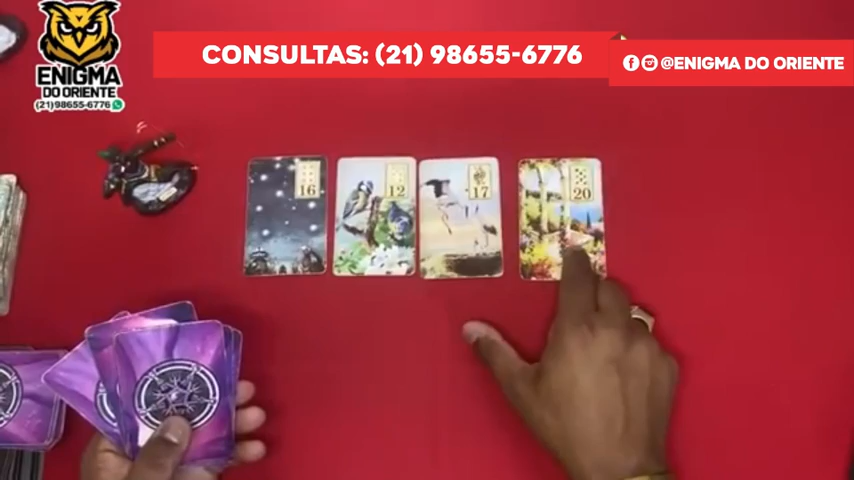 ENIGMA
DO ORIENTE
(21)98655-6776
CONSULTAS: (21) 98655-6776
@ENIGMA DO ORIENTE
16
12
17
20